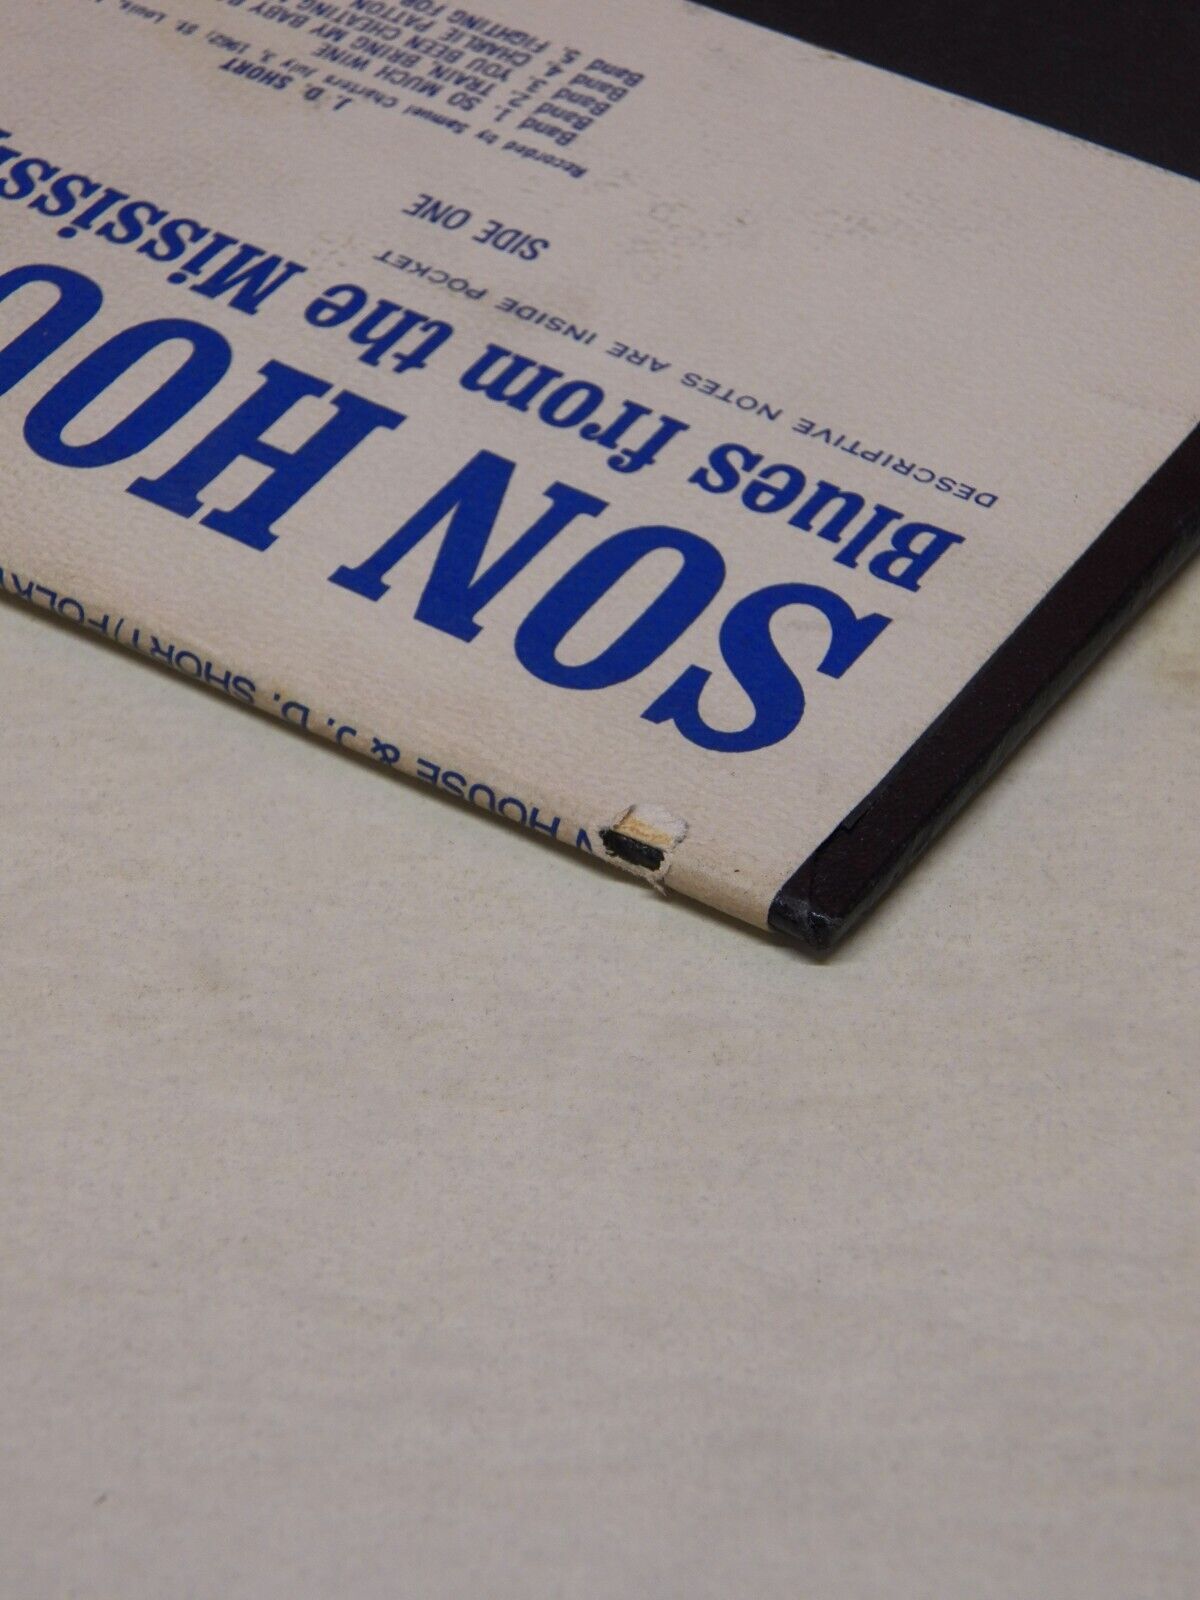 N HOUSE & J. D. SHORT/FOLK
SON HOU
Blues from the Mississip
DESCRIPTIVE NOTES ARE INSIDE POCKET
SIDE ONE
J. D. SHORT
Recorded by Samuel Charters July 3, 1962, St. Louis,
Band 1. SO MUCH WINE
Band 2. TRAIN BRING MY BABY
Band 3. YOU BEEN CHEATING
Band 4. CHARLIE PATTON
Band 5. FIGHTING FOR